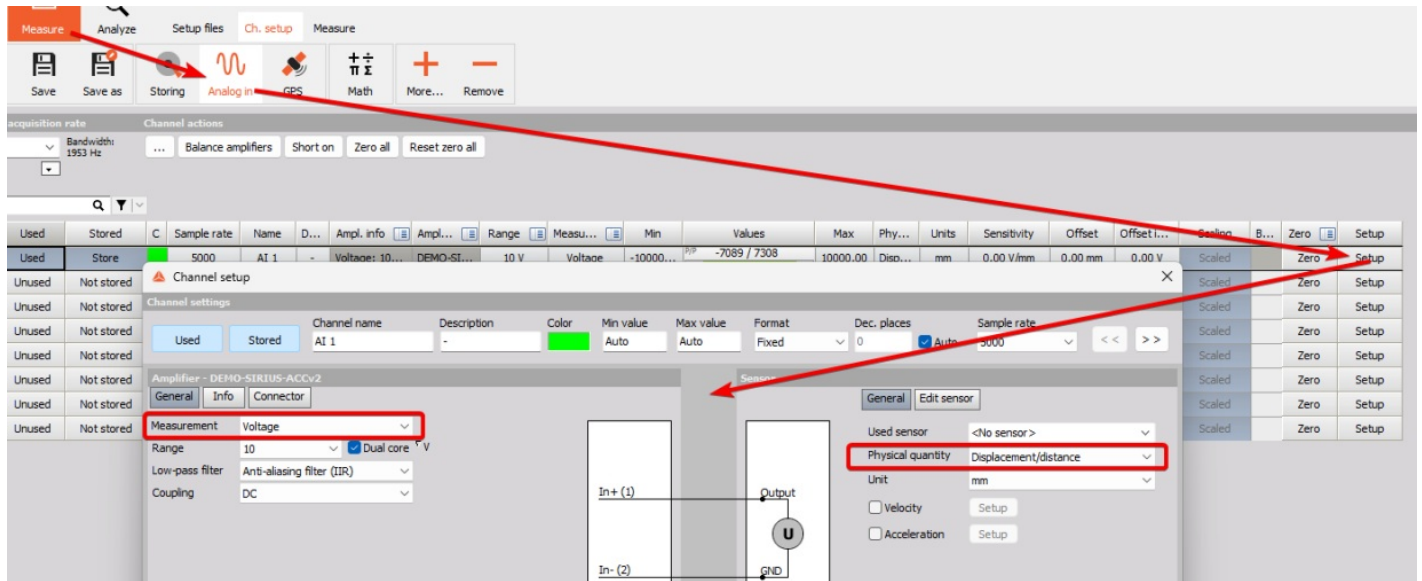 Measure Analyze Setup files Ch. setup Measure
Save Save as Storing Analog in GPS Math More... Remove
acquisition rate Channel actions
Bandwidth:
1953 Hz
... Balance amplifiers Short on Zero all Reset zero all
Used Stored C Sample rate Name D... Ampl. info Ampl... Range Measu... Min Values Max Phy... Units Sensitivity Offset Offset i... Scaling B... Zero Setup
Used Store 5000 AI 1 - Voltage: 10... DEMO-SI... 10 V Voltage -10000... P/P -7089 / 7308 10000.00 Disp... mm 0.00 V/mm 0.00 mm 0.00 V Scaled Zero Setup
Unused Not stored Scaled Zero Setup
Unused Not stored Scaled Zero Setup
Unused Not stored Scaled Zero Setup
Unused Not stored Scaled Zero Setup
Unused Not stored Scaled Zero Setup
Unused Not stored Scaled Zero Setup
Unused Not stored Scaled Zero Setup
Channel setup
Channel settings
Used Stored
Channel name Description Color Min value Max value Format Dec. places Sample rate
AI 1 - Auto Auto Fixed 0 Auto 5000 << >>
Amplifier - DEMO-SIRIUS-ACCv2
General Info Connector
Measurement Voltage
Range 10 Dual core V
Low-pass filter Anti-aliasing filter (IIR)
Coupling DC
In+ (1)
In- (2)
Sensor
General Edit sensor
Used sensor <No sensor>
Physical quantity Displacement/distance
Unit mm
Velocity Setup
Acceleration Setup
Output
U
GND